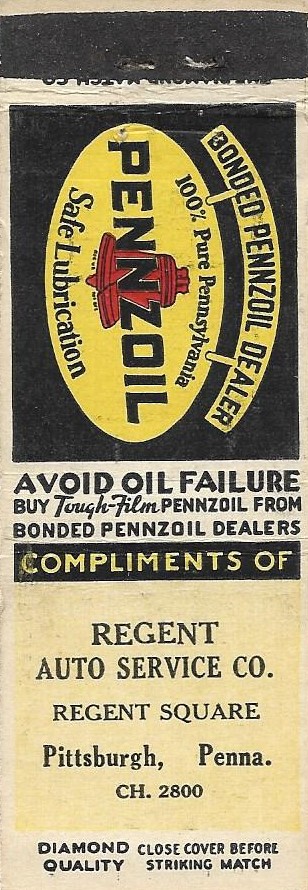 BONDED PENNZOIL DEALER
100% Pure Pennsylvania
PENNZOIL
Safe Lubrication
AVOID OIL FAILURE
BUY Tough-Film PENNZOIL FROM
BONDED PENNZOIL DEALERS
COMPLIMENTS OF
REGENT
AUTO SERVICE CO.
REGENT SQUARE
Pittsburgh, Penna.
CH. 2800
DIAMOND CLOSE COVER BEFORE
QUALITY STRIKING MATCH